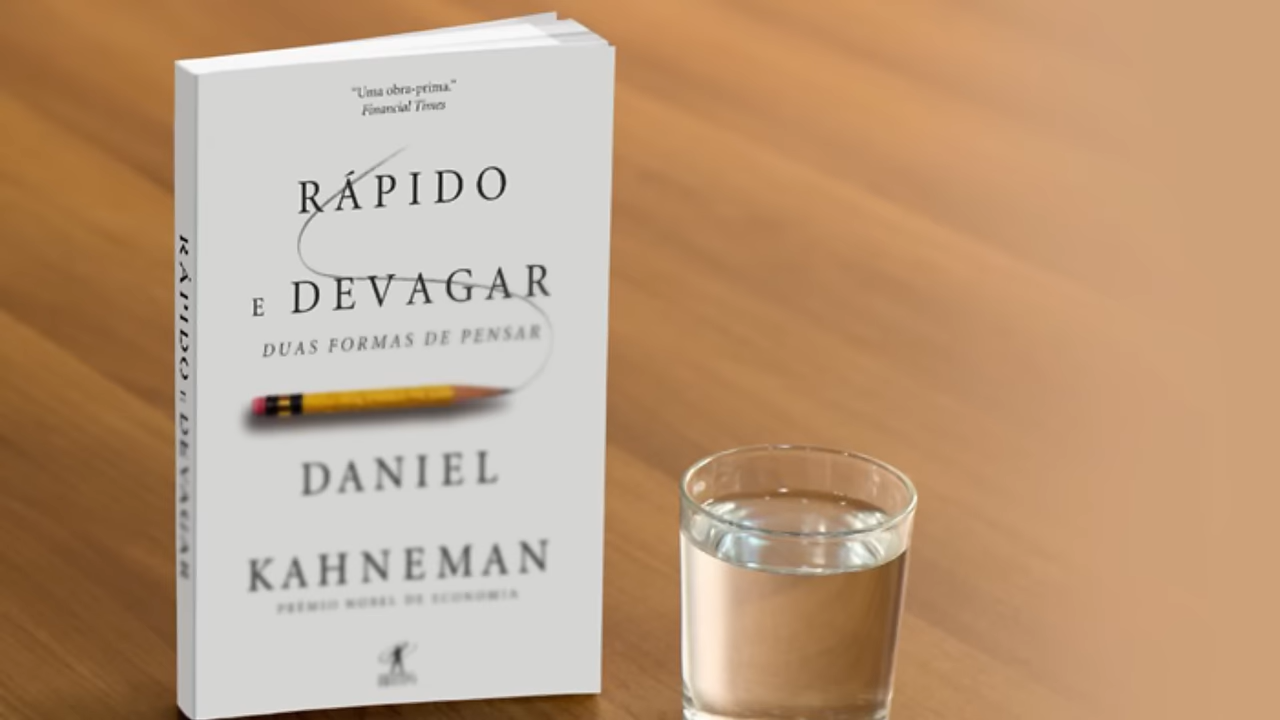 "Uma obra-prima."
Financial Times
RÁPIDO
E DEVAGAR
DUAS FORMAS DE PENSAR
DANIEL
KAHNEMAN
PRÊMIO NOBEL DE ECONOMIA
RÁPIDO E DEVAGAR